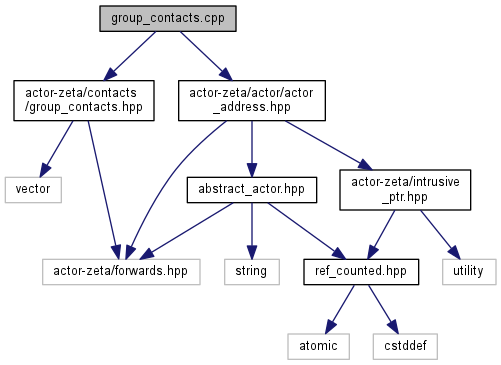 group_contacts.cpp
actor-zeta/contacts
/group_contacts.hpp
actor-zeta/actor/actor
_address.hpp
vector
abstract_actor.hpp
actor-zeta/intrusive
_ptr.hpp
actor-zeta/forwards.hpp
string
ref_counted.hpp
utility
atomic
cstddef